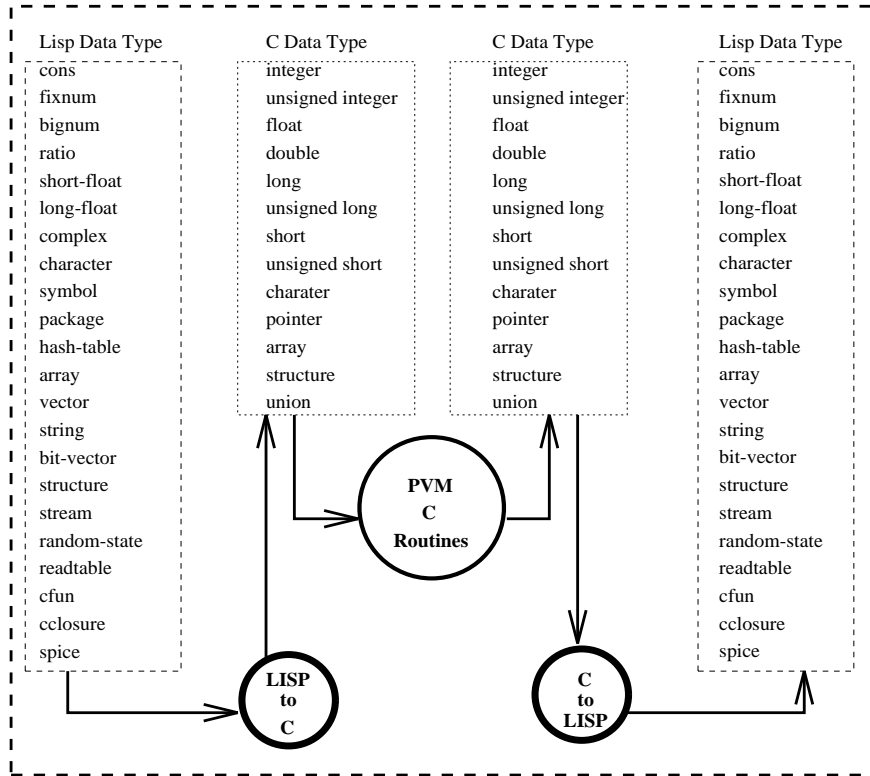 Lisp Data Type
cons
fixnum
bignum
ratio
short-float
long-float
complex
character
symbol
package
hash-table
array
vector
string
bit-vector
structure
stream
random-state
readtable
cfun
cclosure
spice
C Data Type
integer
unsigned integer
float
double
long
unsigned long
short
unsigned short
charater
pointer
array
structure
union
C Data Type
integer
unsigned integer
float
double
long
unsigned long
short
unsigned short
charater
pointer
array
structure
union
Lisp Data Type
cons
fixnum
bignum
ratio
short-float
long-float
complex
character
symbol
package
hash-table
array
vector
string
bit-vector
structure
stream
random-state
readtable
cfun
cclosure
spice
PVM
C
Routines
LISP
to
C
C
to
LISP